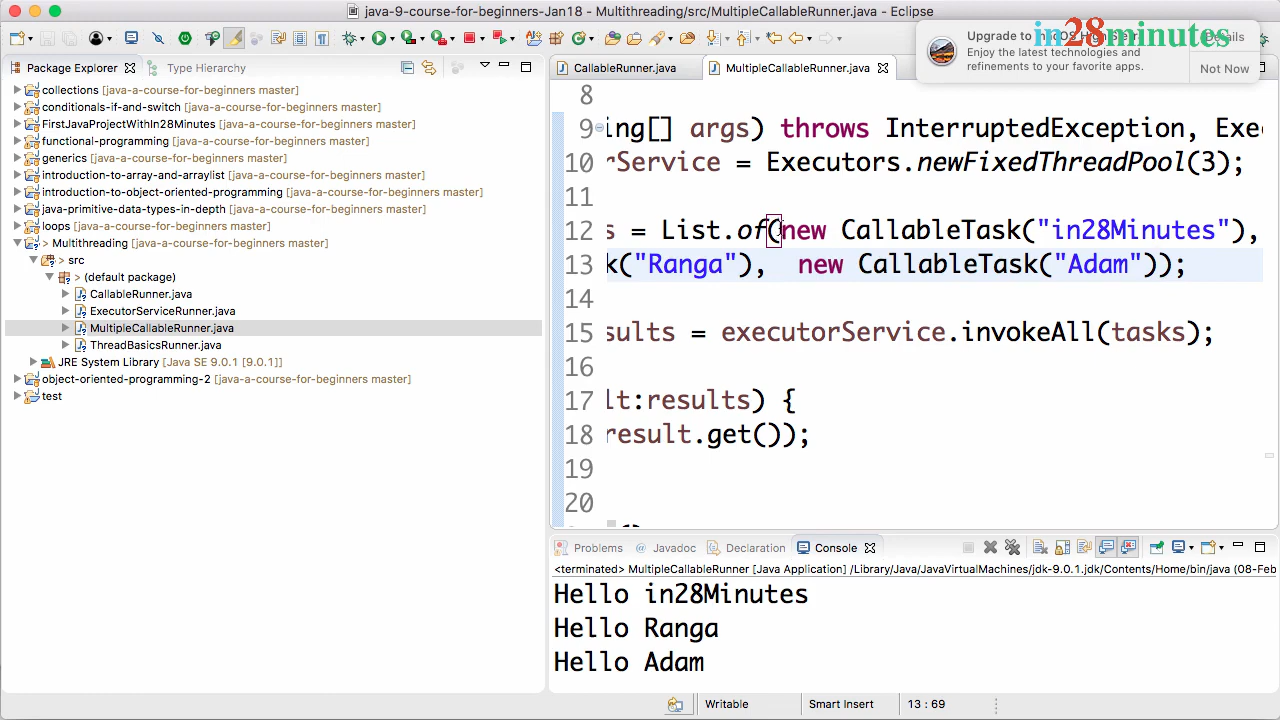 java-9-course-for-beginners-Jan18 - Multithreading/src/MultipleCallableRunner.java - Eclipse
in28minutes
Upgrade to
Enjoy the latest technologies and
refinements to your favorite apps.
Not Now
Package Explorer
Type Hierarchy
CallableRunner.java
MultipleCallableRunner.java
collections [java-a-course-for-beginners master]
conditionals-if-and-switch [java-a-course-for-beginners master]
FirstJavaProjectWithIn28Minutes [java-a-course-for-beginners master]
functional-programming [java-a-course-for-beginners master]
generics [java-a-course-for-beginners master]
introduction-to-array-and-arraylist [java-a-course-for-beginners master]
introduction-to-object-oriented-programming [java-a-course-for-beginners master]
java-primitive-data-types-in-depth [java-a-course-for-beginners master]
loops [java-a-course-for-beginners master]
> Multithreading [java-a-course-for-beginners master]
> src
> (default package)
CallableRunner.java
ExecutorServiceRunner.java
MultipleCallableRunner.java
ThreadBasicsRunner.java
JRE System Library [Java SE 9.0.1 [9.0.1]]
object-oriented-programming-2 [java-a-course-for-beginners master]
test
8
9 ing[] args) throws InterruptedException, Exe
10 rService = Executors.newFixedThreadPool(3);
11
12 s = List.of(new CallableTask("in28Minutes"),
13 k("Ranga"),  new CallableTask("Adam"));
14
15 sults = executorService.invokeAll(tasks);
16
17 lt:results) {
18 result.get());
19
20
Problems
@ Javadoc
Declaration
Console
<terminated> MultipleCallableRunner [Java Application] /Library/Java/JavaVirtualMachines/jdk-9.0.1.jdk/Contents/Home/bin/java (08-Feb
Hello in28Minutes
Hello Ranga
Hello Adam
Writable
Smart Insert
13 : 69